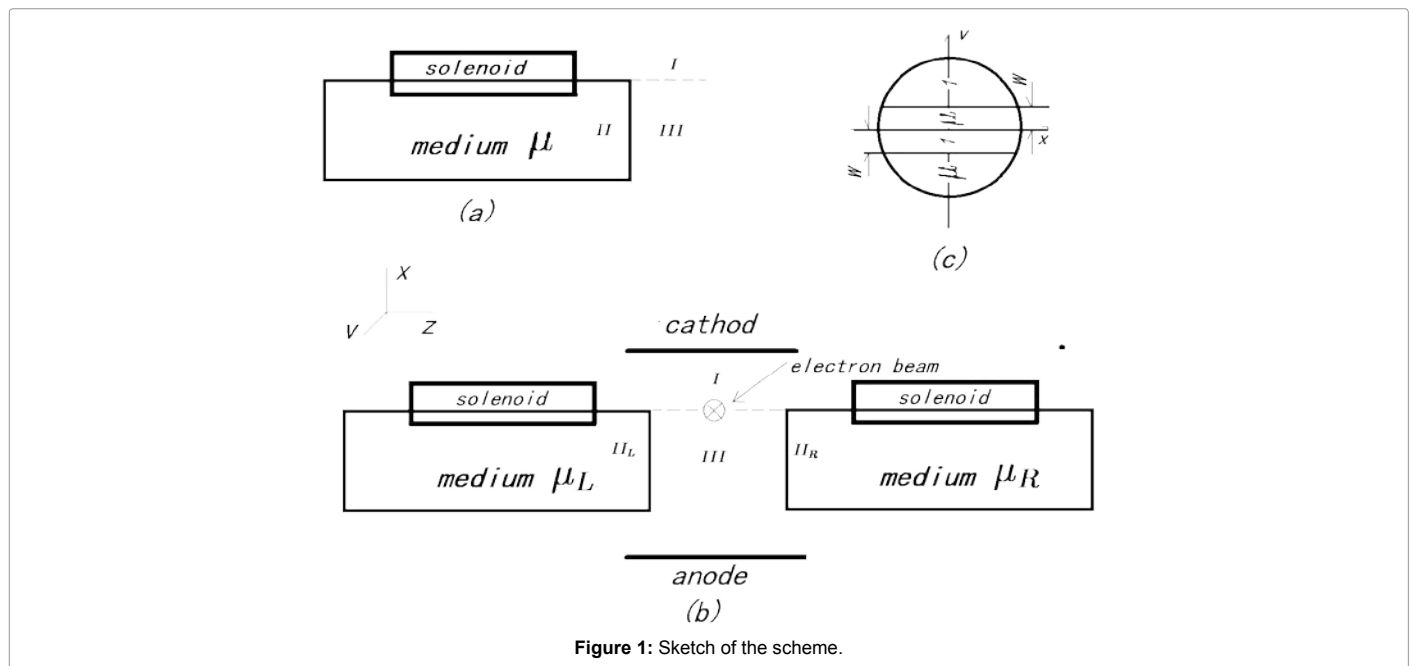 solenoid
I
medium μ
II
III
(a)
V
1
μ
1
μ
W
W
X
(c)
X
V
Z
cathod
I
electron beam
solenoid
solenoid
II_L
III
II_R
medium μ_L
medium μ_R
anode
(b)
Figure 1: Sketch of the scheme.